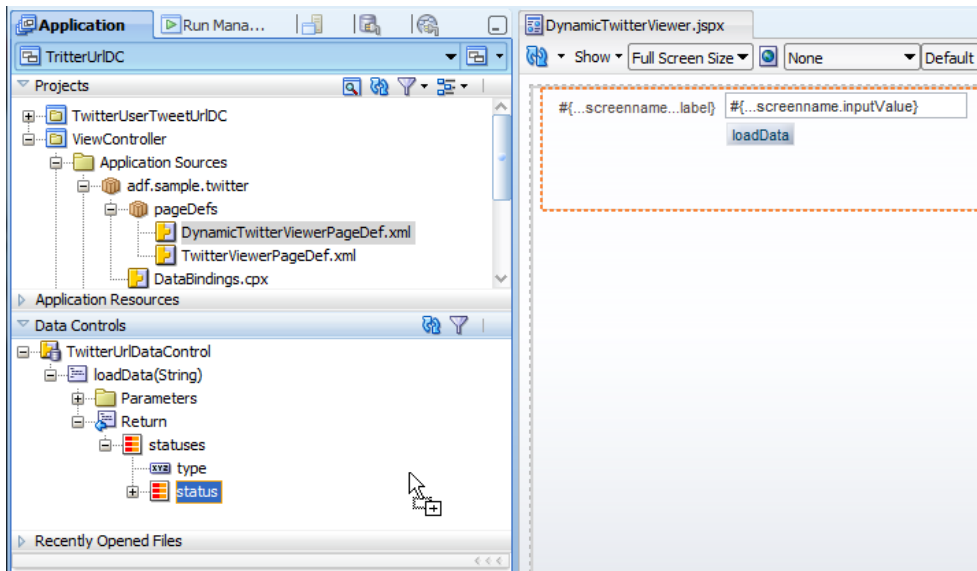 Application
Run Mana...
TritterUrlDC
Projects
TwitterUserTweetUrlDC
ViewController
Application Sources
adf.sample.twitter
pageDefs
DynamicTwitterViewerPageDef.xml
TwitterViewerPageDef.xml
DataBindings.cpx
Application Resources
Data Controls
TwitterUrlDataControl
loadData(String)
Parameters
Return
statuses
xyz type
status
Recently Opened Files
DynamicTwitterViewer.jspx
Show Full Screen Size None Default
#{...screenname...label} #{...screenname.inputValue}
loadData